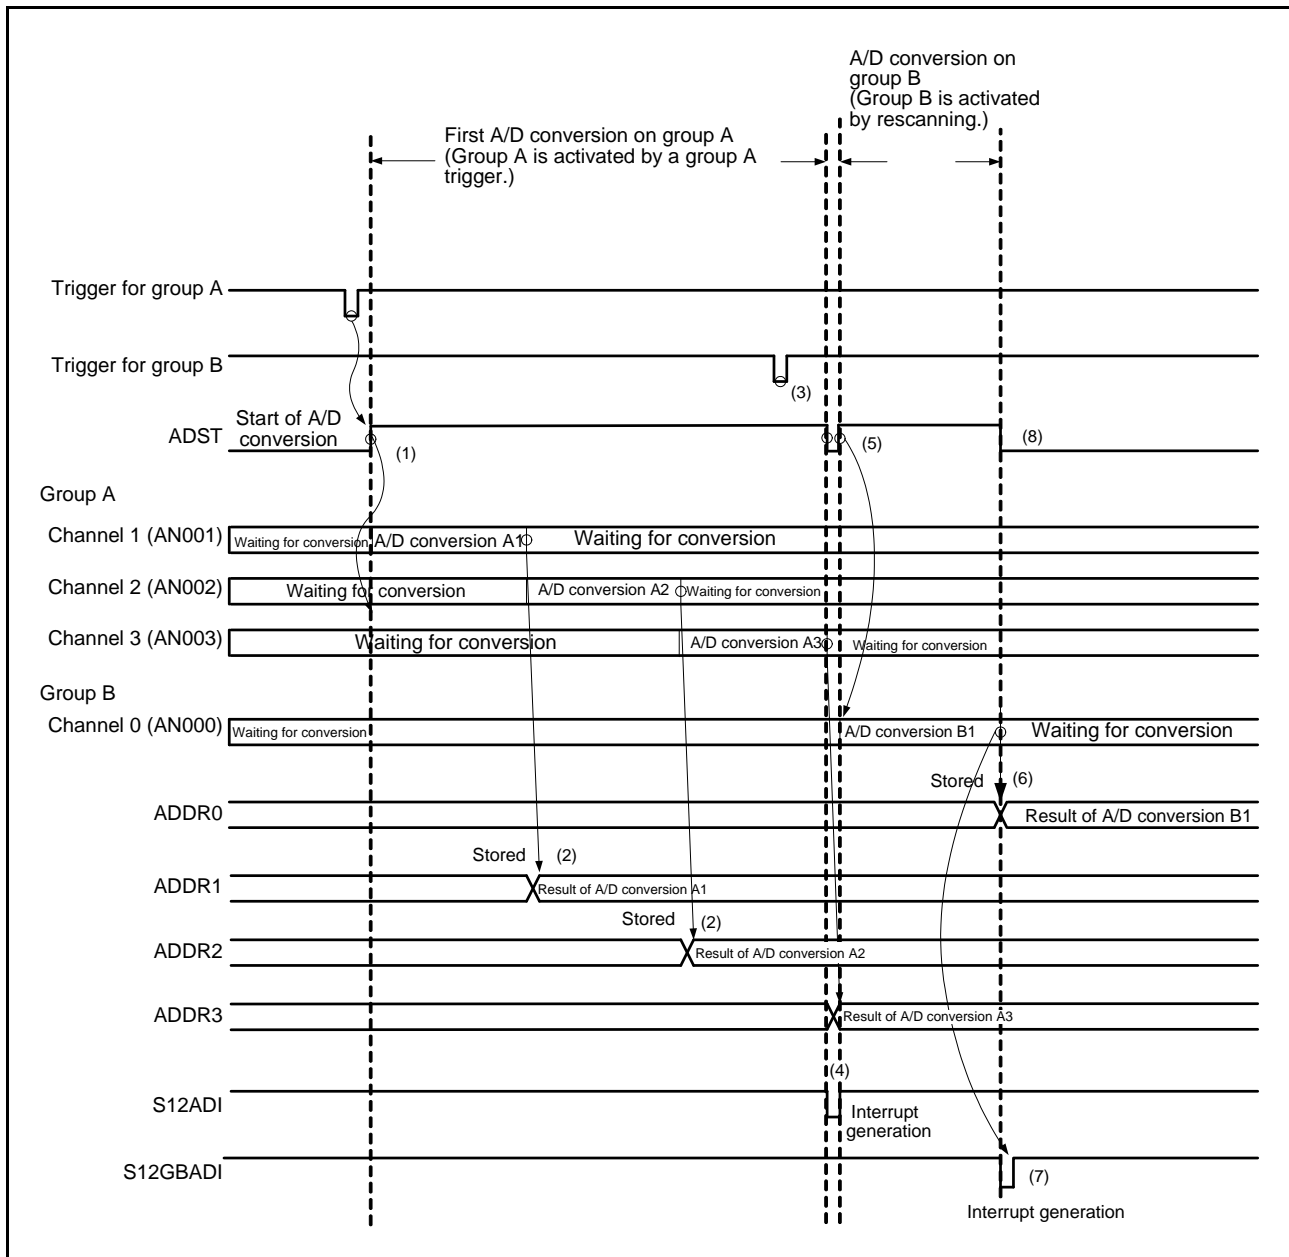 A/D conversion on
group B
(Group B is activated
by rescanning.)
First A/D conversion on group A
(Group A is activated by a group A
trigger.)
Trigger for group A
Trigger for group B
(3)
ADST
Start of A/D
conversion
(1)
(5)
(8)
Group A
Channel 1 (AN001)
Waiting for conversion
A/D conversion A1
Waiting for conversion
Channel 2 (AN002)
Waiting for conversion
A/D conversion A2
Waiting for conversion
Channel 3 (AN003)
Waiting for conversion
A/D conversion A3
Waiting for conversion
Group B
Channel 0 (AN000)
Waiting for conversion
A/D conversion B1
Waiting for conversion
Stored
(6)
ADDR0
Result of A/D conversion B1
Stored
(2)
ADDR1
Result of A/D conversion A1
Stored
(2)
ADDR2
Result of A/D conversion A2
ADDR3
Result of A/D conversion A3
(4)
S12ADI
Interrupt
generation
S12GBADI
(7)
Interrupt generation